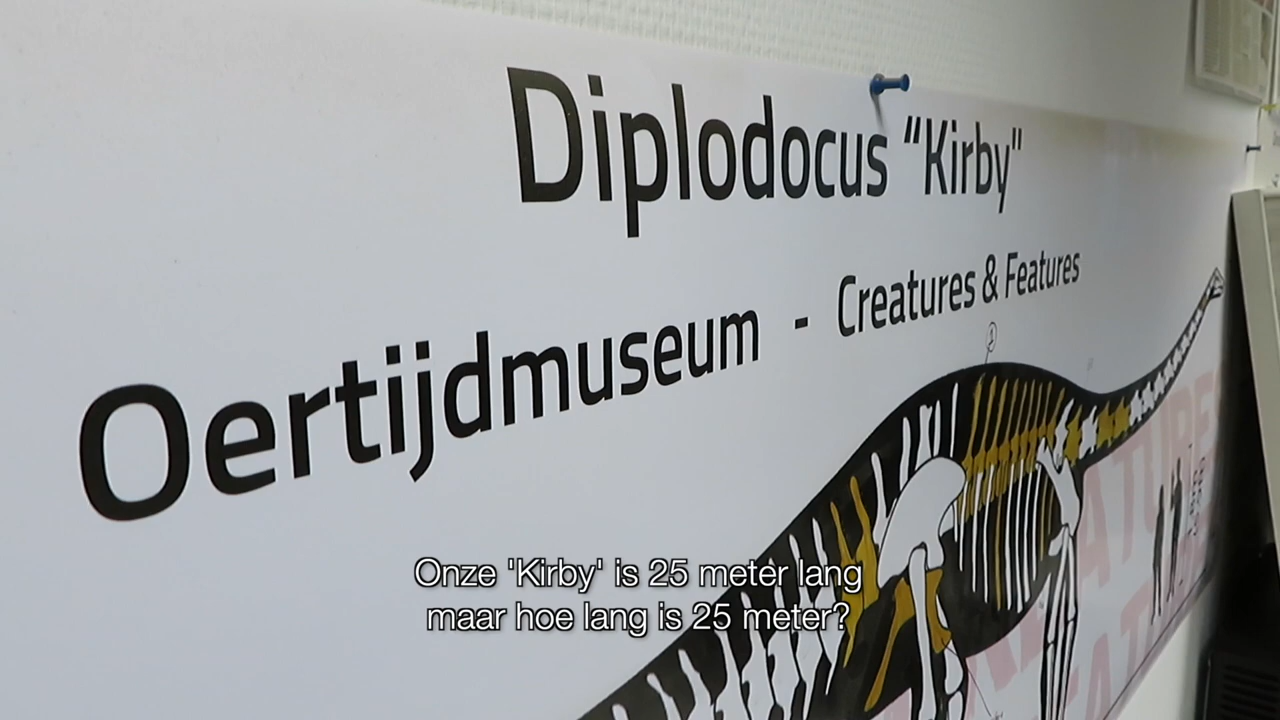 Diplodocus “Kirby"
Oertijdmuseum - Creatures & Features
Onze 'Kirby' is 25 meter lang
maar hoe lang is 25 meter?